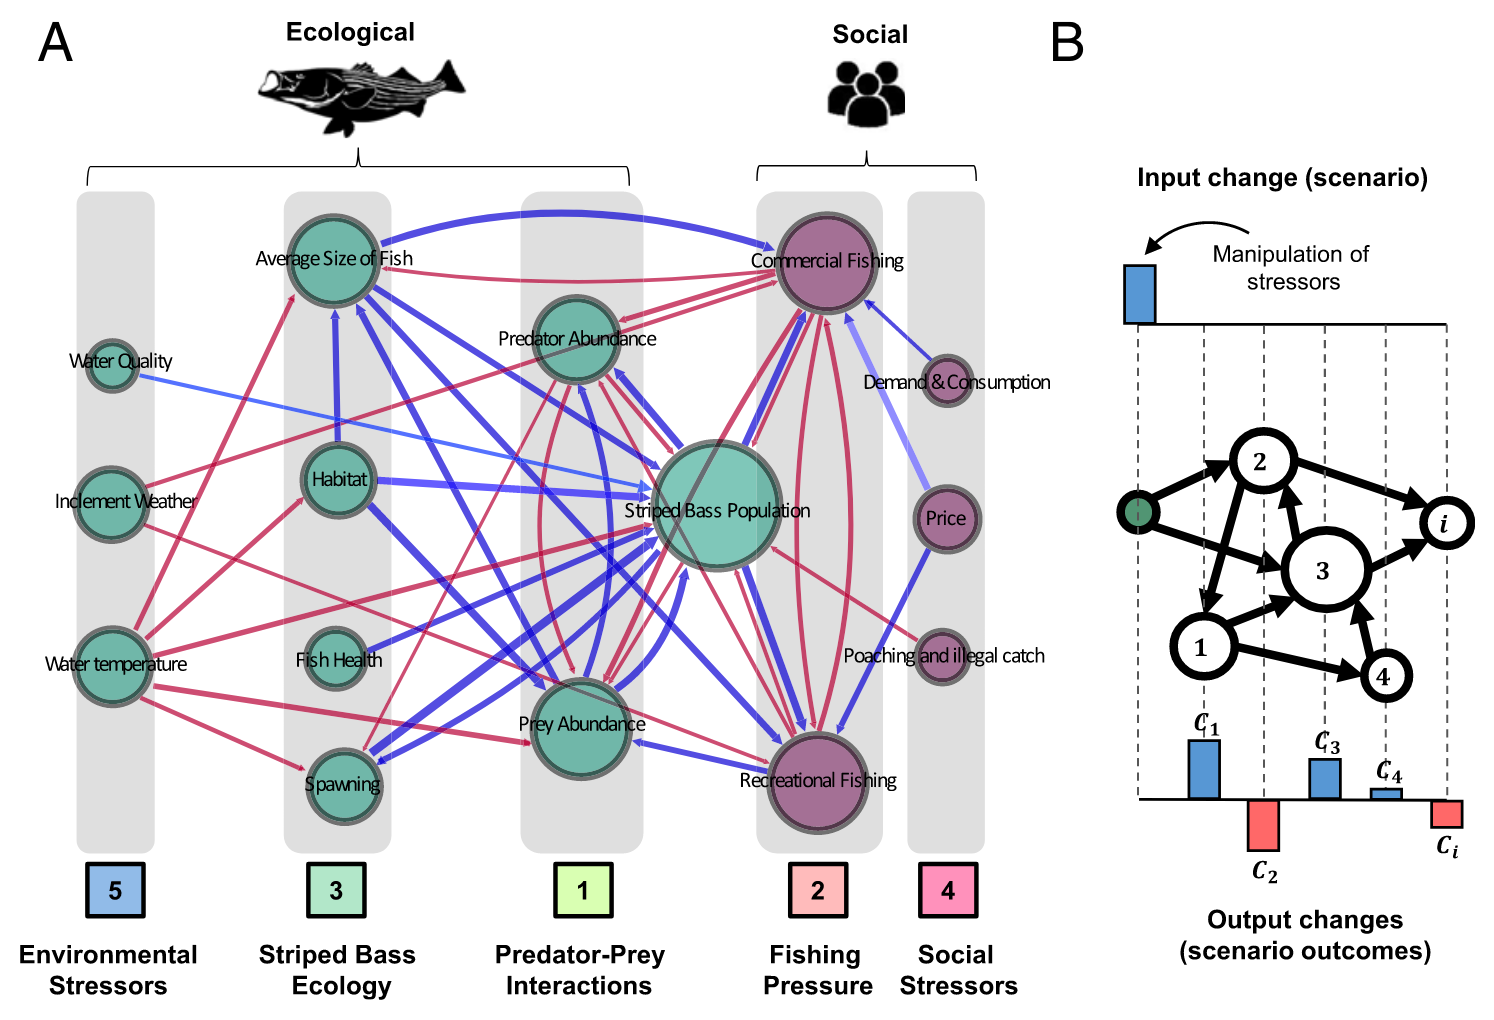 A
Ecological
Social
Average Size of Fish
Commercial Fishing
Predator Abundance
Water Quality
Demand & Consumption
Habitat
Inclement Weather
Striped Bass Population
Price
Water temperature
Fish Health
Poaching and illegal catch
Prey Abundance
Spawning
Recreational Fishing
5
3
1
2
4
Environmental
Stressors
Striped Bass
Ecology
Predator-Prey
Interactions
Fishing
Pressure
Social
Stressors
B
Input change (scenario)
Manipulation of
stressors
2
i
3
1
4
C1
C3
C4
C2
Ci
Output changes
(scenario outcomes)